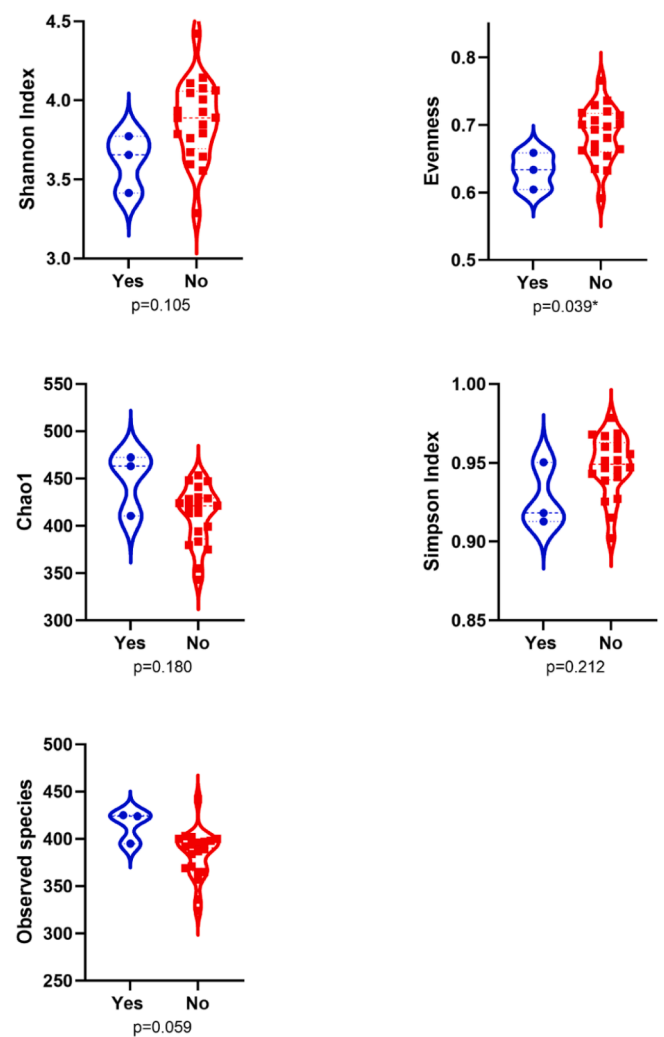 Shannon Index
4.5
4.0
3.5
3.0
Yes No
p=0.105
Evenness
0.8
0.7
0.6
0.5
Yes No
p=0.039*
Chao1
550
500
450
400
350
300
Yes No
p=0.180
Simpson Index
1.00
0.95
0.90
0.85
Yes No
p=0.212
Observed species
500
450
400
350
300
250
Yes No
p=0.059